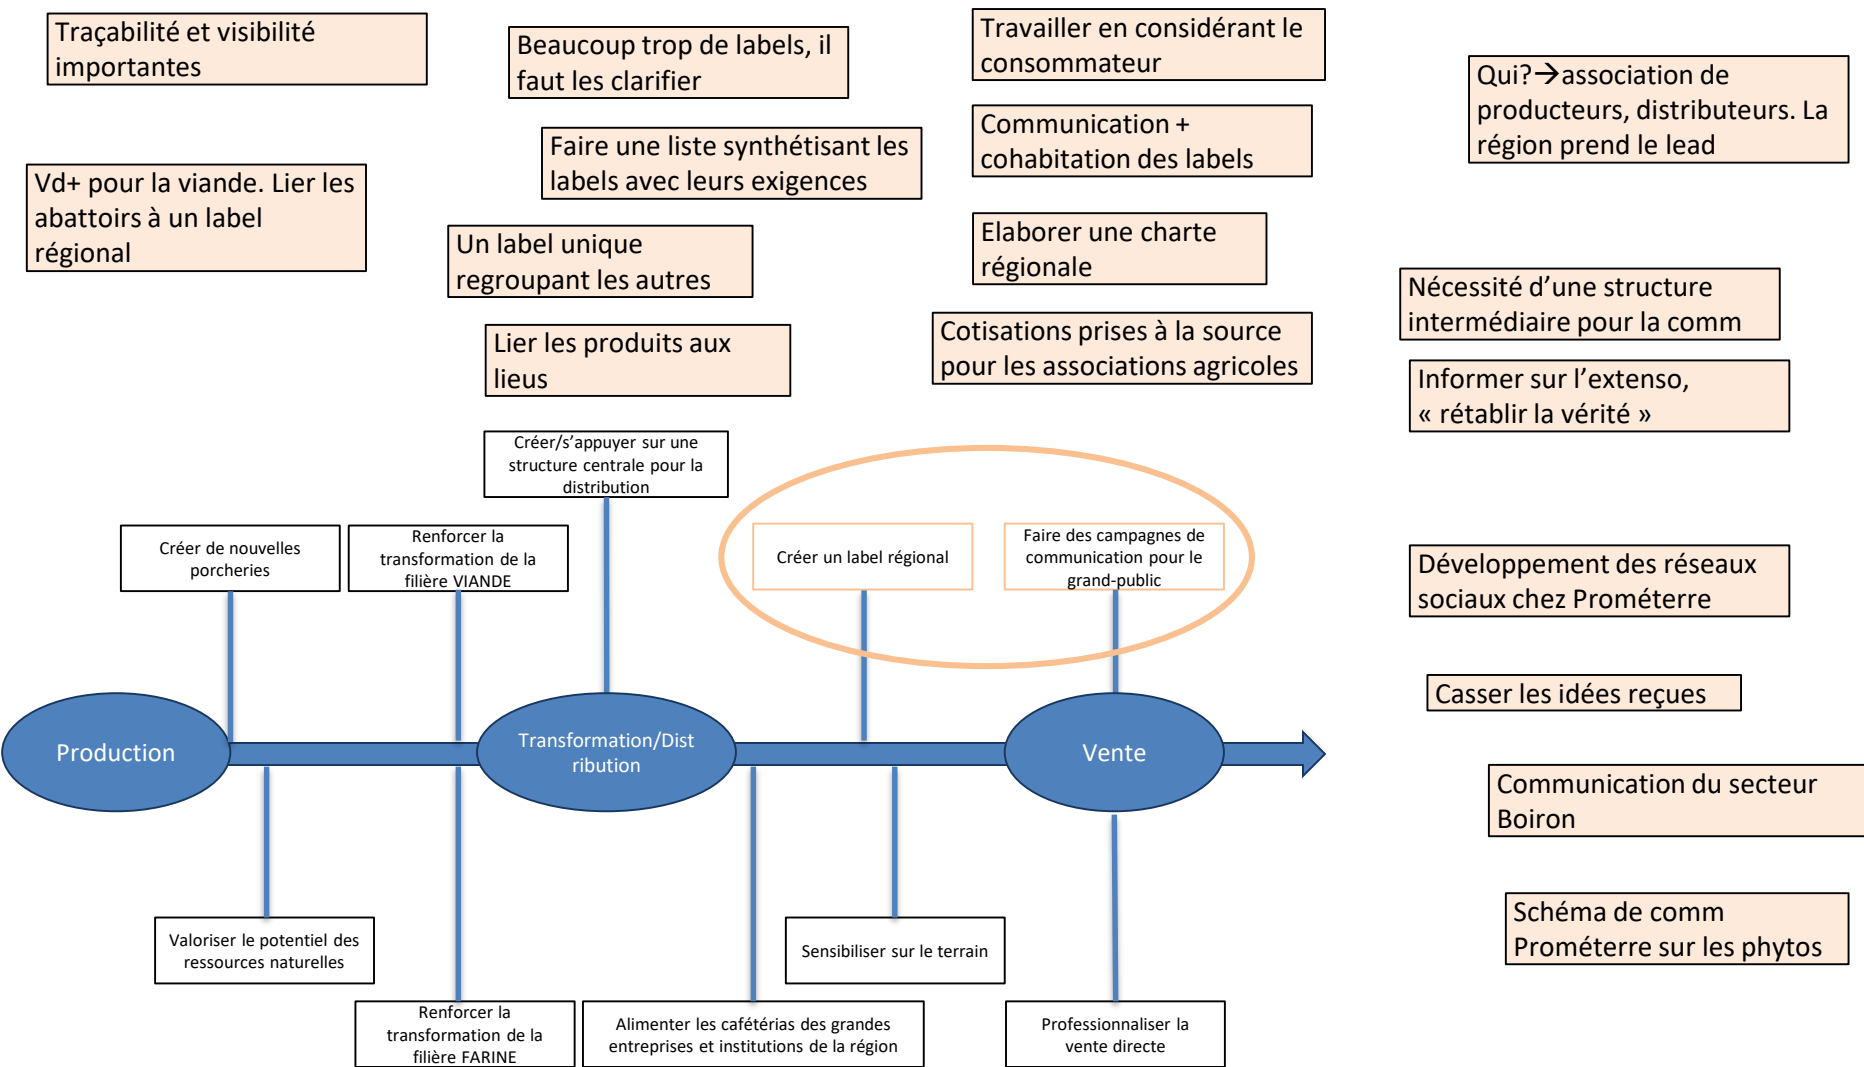 Traçabilité et visibilité
importantes
Beaucoup trop de labels, il
faut les clarifier
Travailler en considérant le
consommateur
Qui?→association de
producteurs, distributeurs. La
région prend le lead
Vd+ pour la viande. Lier les
abattoirs à un label
régional
Faire une liste synthétisant les
labels avec leurs exigences
Communication +
cohabitation des labels
Un label unique
regroupant les autres
Elaborer une charte
régionale
Nécessité d’une structure
intermédiaire pour la comm
Lier les produits aux
lieus
Cotisations prises à la source
pour les associations agricoles
Informer sur l’extenso,
« rétablir la vérité »
Créer/s’appuyer sur une
structure centrale pour la
distribution
Créer de nouvelles
porcheries
Renforcer la
transformation de la
filière VIANDE
Créer un label régional
Faire des campagnes de
communication pour le
grand-public
Développement des réseaux
sociaux chez Prométerre
Casser les idées reçues
Production
Transformation/Dist
ribution
Vente
Communication du secteur
Boiron
Valoriser le potentiel des
ressources naturelles
Sensibiliser sur le terrain
Schéma de comm
Prométerre sur les phytos
Renforcer la
transformation de la
filière FARINE
Alimenter les cafétérias des grandes
entreprises et institutions de la région
Professionnaliser la
vente directe